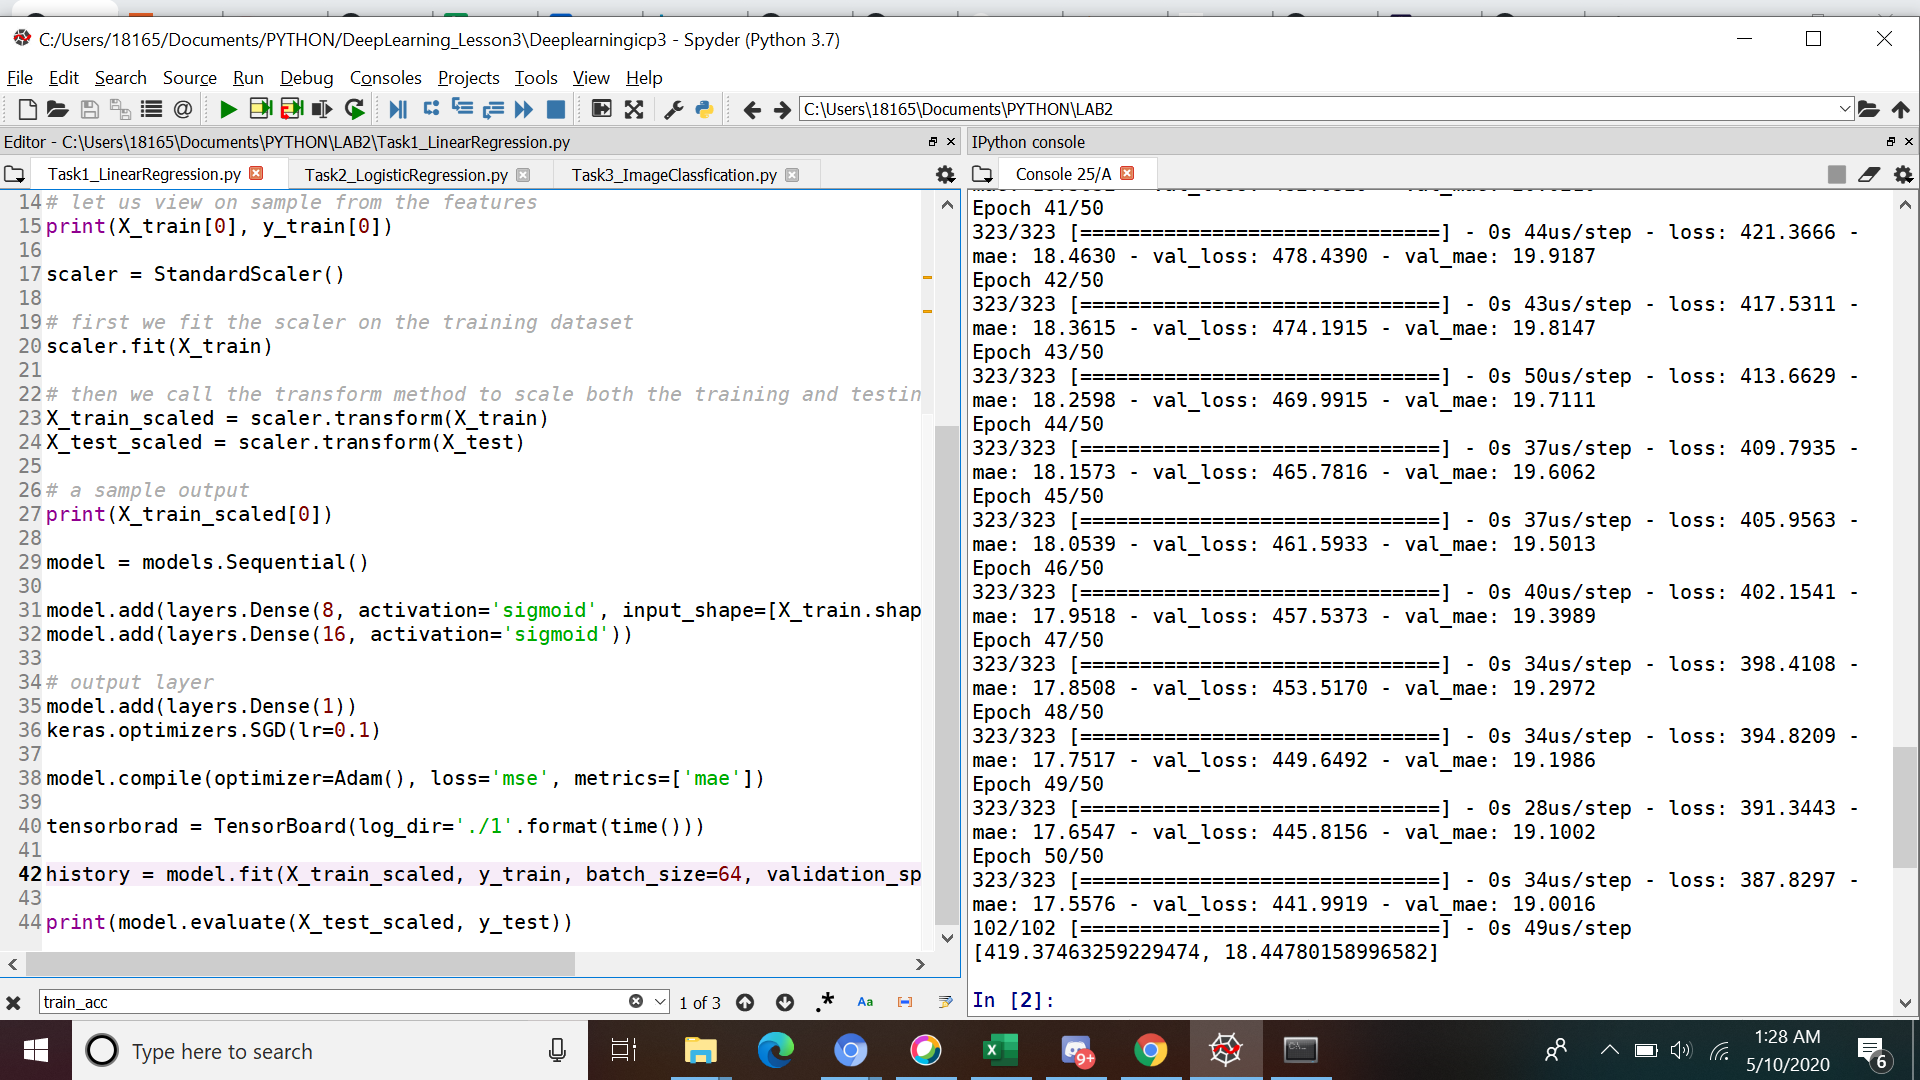 C:/Users/18165/Documents/PYTHON/DeepLearning_Lesson3\Deeplearningicp3 - Spyder (Python 3.7)
File Edit Search Source Run Debug Consoles Projects Tools View Help
C:\Users\18165\Documents\PYTHON\LAB2
Editor - C:\Users\18165\Documents\PYTHON\LAB2\Task1_LinearRegression.py
Task1_LinearRegression.py Task2_LogisticRegression.py Task3_ImageClassfication.py
14 # let us view on sample from the features
15 print(X_train[0], y_train[0])
16
17 scaler = StandardScaler()
18
19 # first we fit the scaler on the training dataset
20 scaler.fit(X_train)
21
22 # then we call the transform method to scale both the training and testin
23 X_train_scaled = scaler.transform(X_train)
24 X_test_scaled = scaler.transform(X_test)
25
26 # a sample output
27 print(X_train_scaled[0])
28
29 model = models.Sequential()
30
31 model.add(layers.Dense(8, activation='sigmoid', input_shape=[X_train.shap
32 model.add(layers.Dense(16, activation='sigmoid'))
33
34 # output layer
35 model.add(layers.Dense(1))
36 keras.optimizers.SGD(lr=0.1)
37
38 model.compile(optimizer=Adam(), loss='mse', metrics=['mae'])
39
40 tensorborad = TensorBoard(log_dir='./1'.format(time()))
41
42 history = model.fit(X_train_scaled, y_train, batch_size=64, validation_sp
43
44 print(model.evaluate(X_test_scaled, y_test))
train_acc 1 of 3 .* Aa
IPython console
Console 25/A
Epoch 41/50
323/323 [==============================] - 0s 44us/step - loss: 421.3666 -
mae: 18.4630 - val_loss: 478.4390 - val_mae: 19.9187
Epoch 42/50
323/323 [==============================] - 0s 43us/step - loss: 417.5311 -
mae: 18.3615 - val_loss: 474.1915 - val_mae: 19.8147
Epoch 43/50
323/323 [==============================] - 0s 50us/step - loss: 413.6629 -
mae: 18.2598 - val_loss: 469.9915 - val_mae: 19.7111
Epoch 44/50
323/323 [==============================] - 0s 37us/step - loss: 409.7935 -
mae: 18.1573 - val_loss: 465.7816 - val_mae: 19.6062
Epoch 45/50
323/323 [==============================] - 0s 37us/step - loss: 405.9563 -
mae: 18.0539 - val_loss: 461.5933 - val_mae: 19.5013
Epoch 46/50
323/323 [==============================] - 0s 40us/step - loss: 402.1541 -
mae: 17.9518 - val_loss: 457.5373 - val_mae: 19.3989
Epoch 47/50
323/323 [==============================] - 0s 34us/step - loss: 398.4108 -
mae: 17.8508 - val_loss: 453.5170 - val_mae: 19.2972
Epoch 48/50
323/323 [==============================] - 0s 34us/step - loss: 394.8209 -
mae: 17.7517 - val_loss: 449.6492 - val_mae: 19.1986
Epoch 49/50
323/323 [==============================] - 0s 28us/step - loss: 391.3443 -
mae: 17.6547 - val_loss: 445.8156 - val_mae: 19.1002
Epoch 50/50
323/323 [==============================] - 0s 34us/step - loss: 387.8297 -
mae: 17.5576 - val_loss: 441.9919 - val_mae: 19.0016
102/102 [==============================] - 0s 49us/step
[419.37463259229474, 18.44780158996582]
In [2]:
Type here to search
9+
1:28 AM
5/10/2020
6